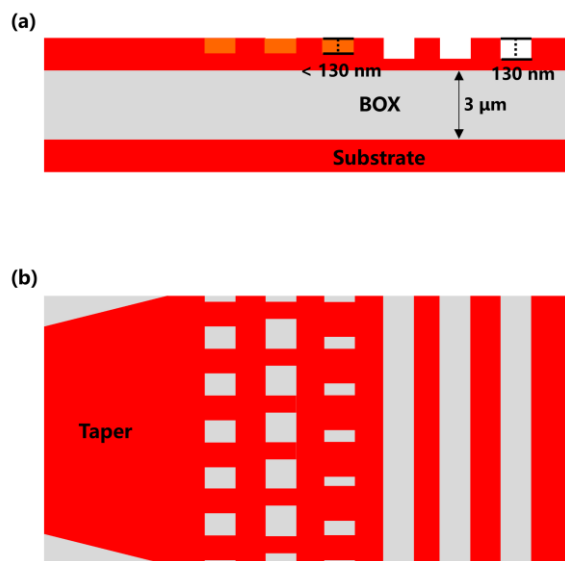 (a)
< 130 nm
130 nm
BOX
3 μm
Substrate
(b)
Taper